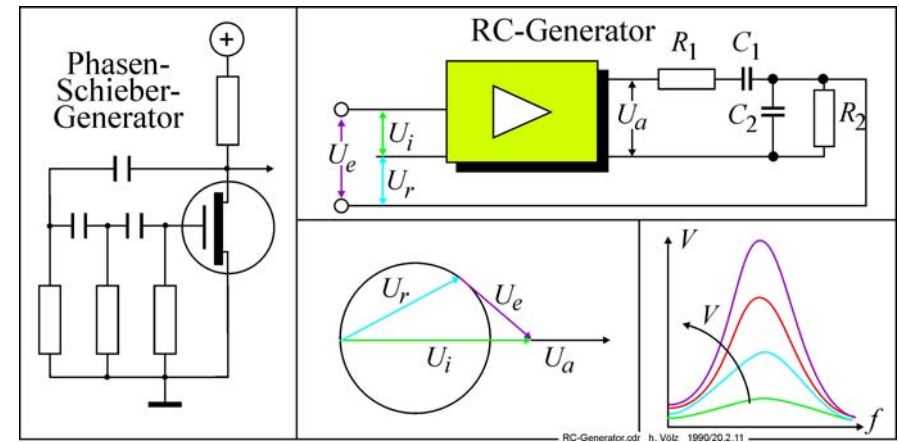 Phasen-
Schieber-
Generator
+
RC-Generator
R1
C1
C2
R2
Ua
Ui
Ue
Ur
Ur
Ue
Ui
Ua
V
V
f
RC-Generator.cdr h. Völz 1990/20.2.11